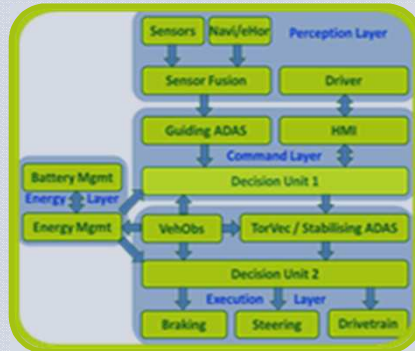 Sensors Navi/eHor Perception Layer
Sensor Fusion Driver
Guiding ADAS HMI
Command Layer
Battery Mgmt Decision Unit 1
Energy Layer
Energy Mgmt VehObs TorVec / Stabilising ADAS
Decision Unit 2
Execution Layer
Braking Steering Drivetrain